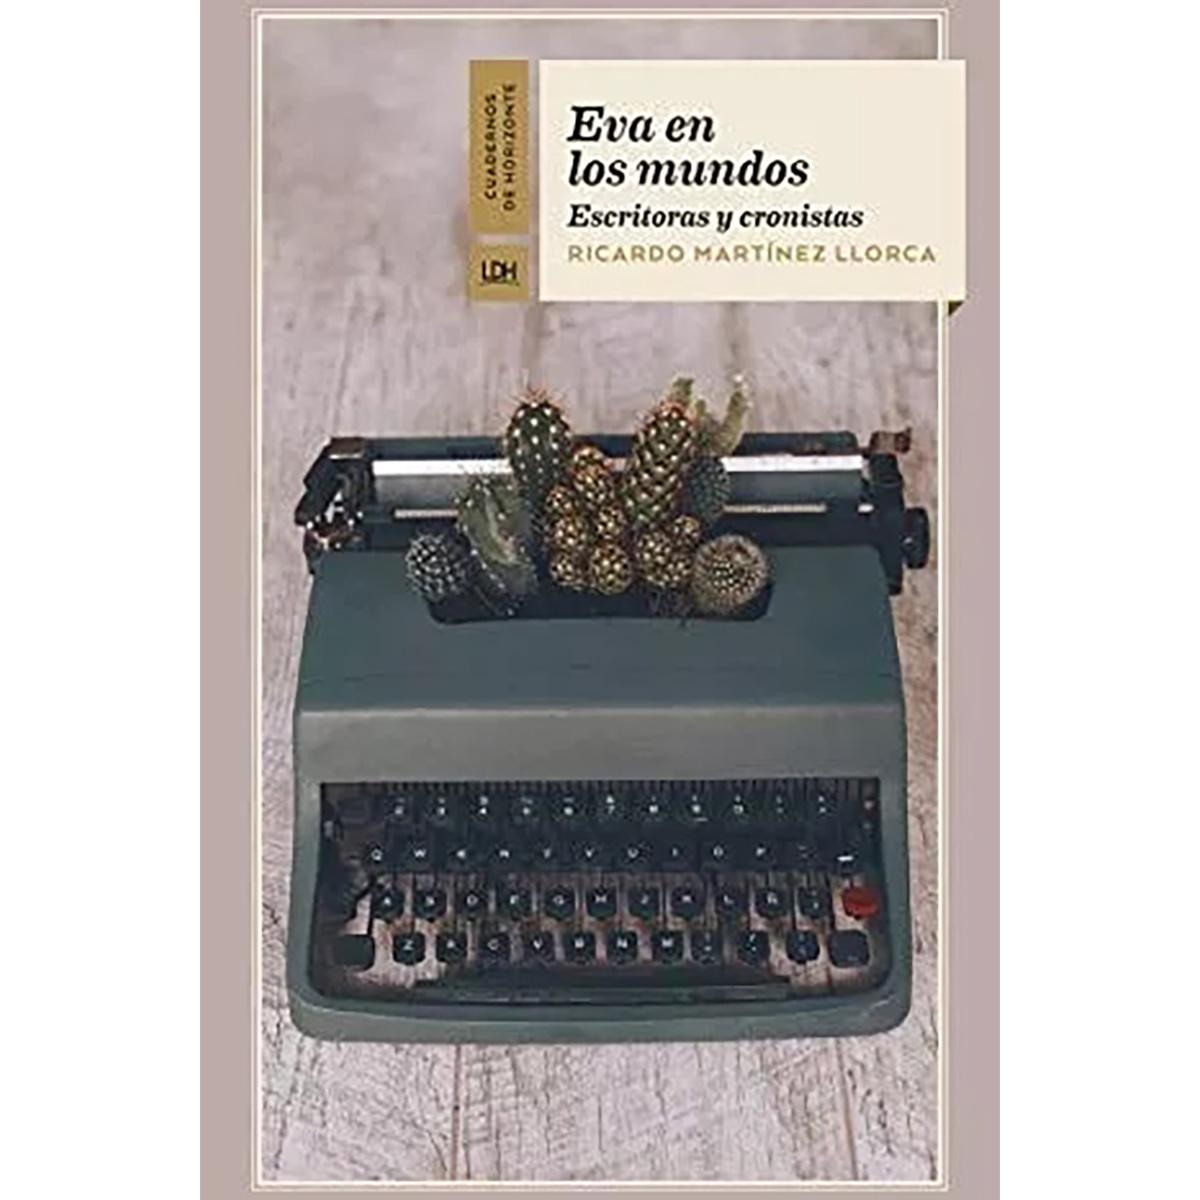 CUADERNOS
DE HORIZONTE
LDH
Eva en
los mundos
Escritoras y cronistas
RICARDO MARTÍNEZ LLORCA